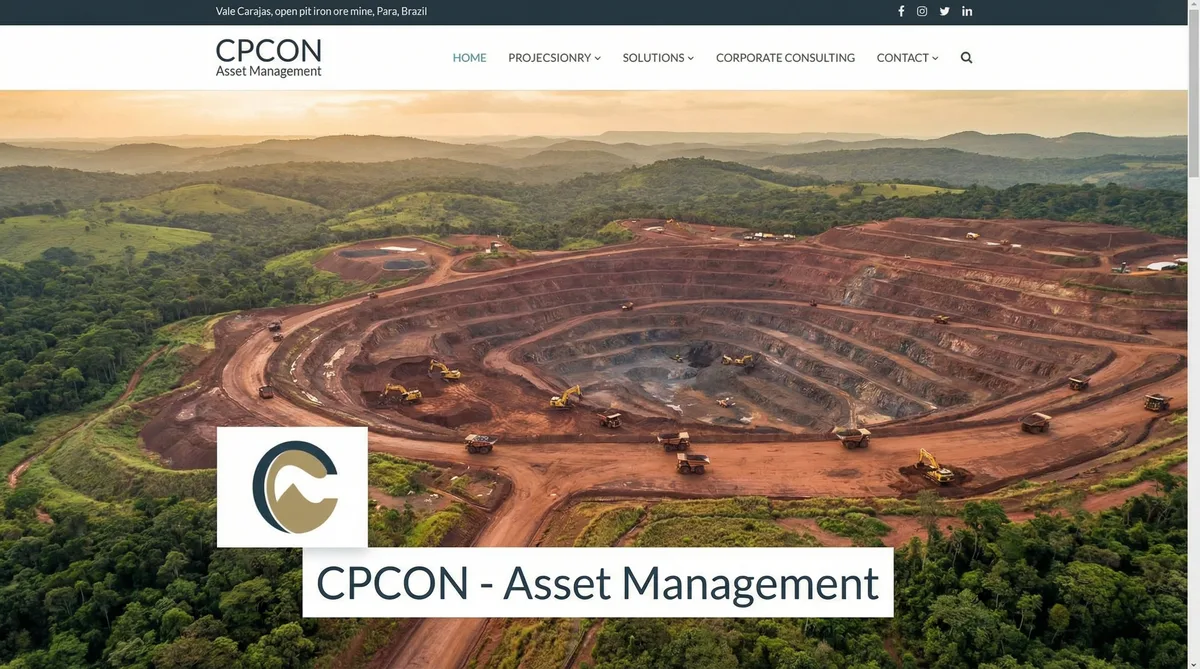 Vale Carajas, open pit iron ore mine, Para, Brazil
CPCON
Asset Management
HOME PROJECSIONRY SOLUTIONS CORPORATE CONSULTING CONTACT
CPCON - Asset Management